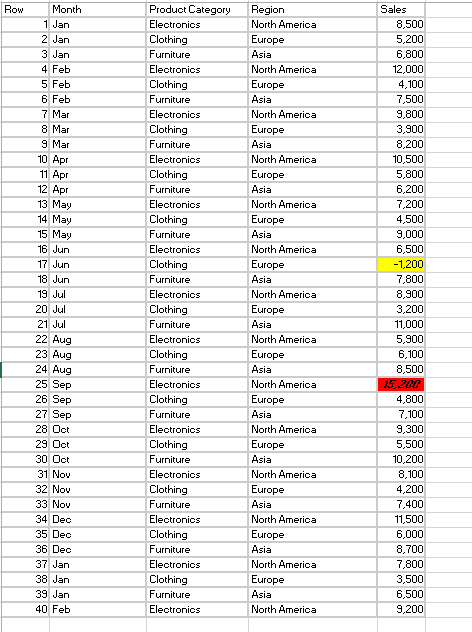 Row Month Product Category Region Sales
1 Jan Electronics North America 8,500
2 Jan Clothing Europe 5,200
3 Jan Furniture Asia 6,800
4 Feb Electronics North America 12,000
5 Feb Clothing Europe 4,100
6 Feb Furniture Asia 7,500
7 Mar Electronics North America 9,800
8 Mar Clothing Europe 3,900
9 Mar Furniture Asia 8,200
10 Apr Electronics North America 10,500
11 Apr Clothing Europe 5,800
12 Apr Furniture Asia 6,200
13 May Electronics North America 7,200
14 May Clothing Europe 4,500
15 May Furniture Asia 9,000
16 Jun Electronics North America 6,500
17 Jun Clothing Europe -1,200
18 Jun Furniture Asia 7,800
19 Jul Electronics North America 8,900
20 Jul Clothing Europe 3,200
21 Jul Furniture Asia 11,000
22 Aug Electronics North America 5,900
23 Aug Clothing Europe 6,100
24 Aug Furniture Asia 8,500
25 Sep Electronics North America 15,200
26 Sep Clothing Europe 4,800
27 Sep Furniture Asia 7,100
28 Oct Electronics North America 9,300
29 Oct Clothing Europe 5,500
30 Oct Furniture Asia 10,200
31 Nov Electronics North America 8,100
32 Nov Clothing Europe 4,200
33 Nov Furniture Asia 7,400
34 Dec Electronics North America 11,500
35 Dec Clothing Europe 6,000
36 Dec Furniture Asia 8,700
37 Jan Electronics North America 7,800
38 Jan Clothing Europe 3,500
39 Jan Furniture Asia 6,500
40 Feb Electronics North America 9,200